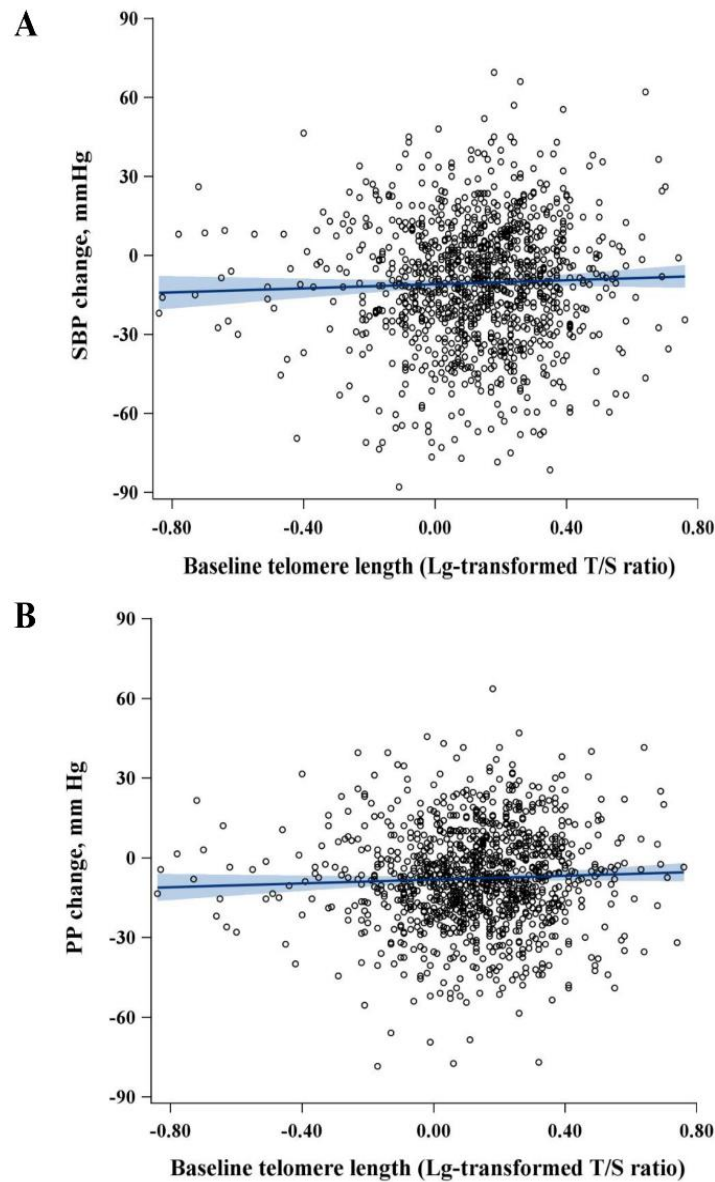 A
90
60
30
0
-30
-60
-90
SBP change, mmHg
-0.80 -0.40 0.00 0.40 0.80
Baseline telomere length (Lg-transformed T/S ratio)
B
90
60
30
0
-30
-60
-90
PP change, mm Hg
-0.80 -0.40 0.00 0.40 0.80
Baseline telomere length (Lg-transformed T/S ratio)